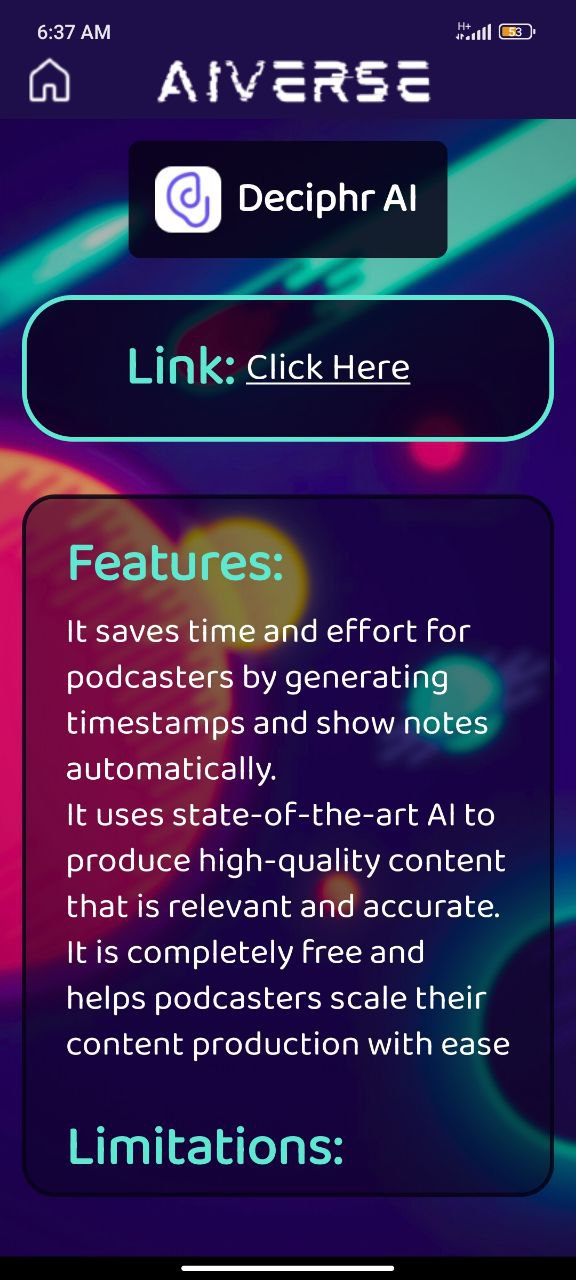 6:37 AM
H+
53
AIVERSE
Deciphr AI
Link: Click Here
Features:
It saves time and effort for
podcasters by generating
timestamps and show notes
automatically.
It uses state-of-the-art AI to
produce high-quality content
that is relevant and accurate.
It is completely free and
helps podcasters scale their
content production with ease
Limitations: